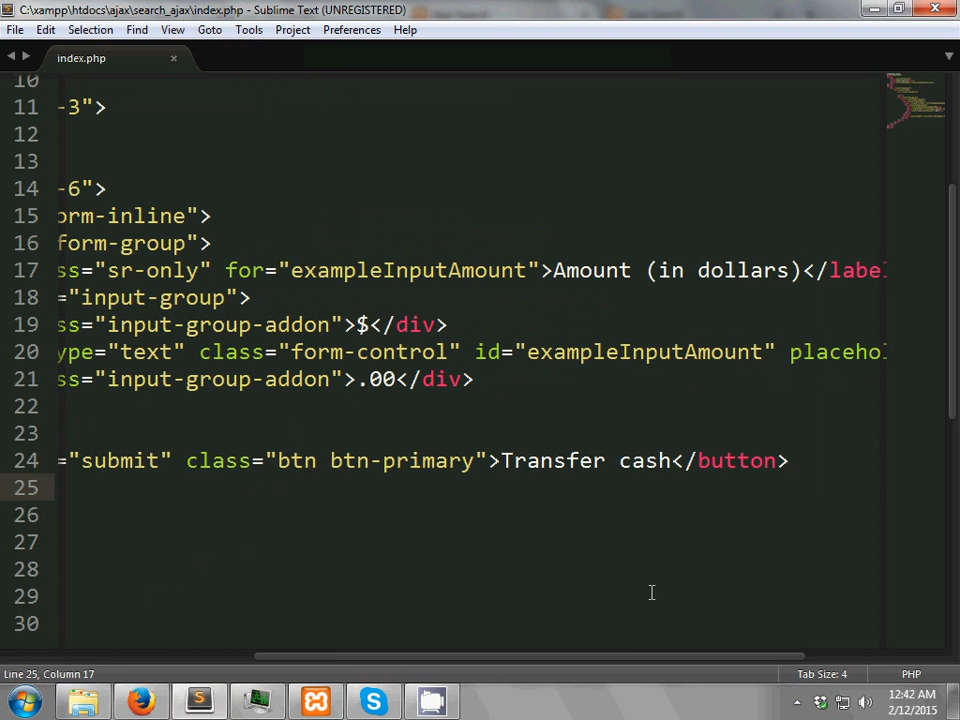 C:\xampp\htdocs\ajax\search_ajax\index.php - Sublime Text (UNREGISTERED)
File Edit Selection Find View Goto Tools Project Preferences Help
index.php ×
10
11 -3">
12
13
14 -6">
15 orm-inline">
16 form-group">
17 ss="sr-only" for="exampleInputAmount">Amount (in dollars)</label
18 ="input-group">
19 ss="input-group-addon">$</div>
20 ype="text" class="form-control" id="exampleInputAmount" placehol
21 ss="input-group-addon">.00</div>
22
23
24 ="submit" class="btn btn-primary">Transfer cash</button>
25
26
27
28
29
30
Line 25, Column 17 Tab Size: 4 PHP
12:42 AM
2/12/2015